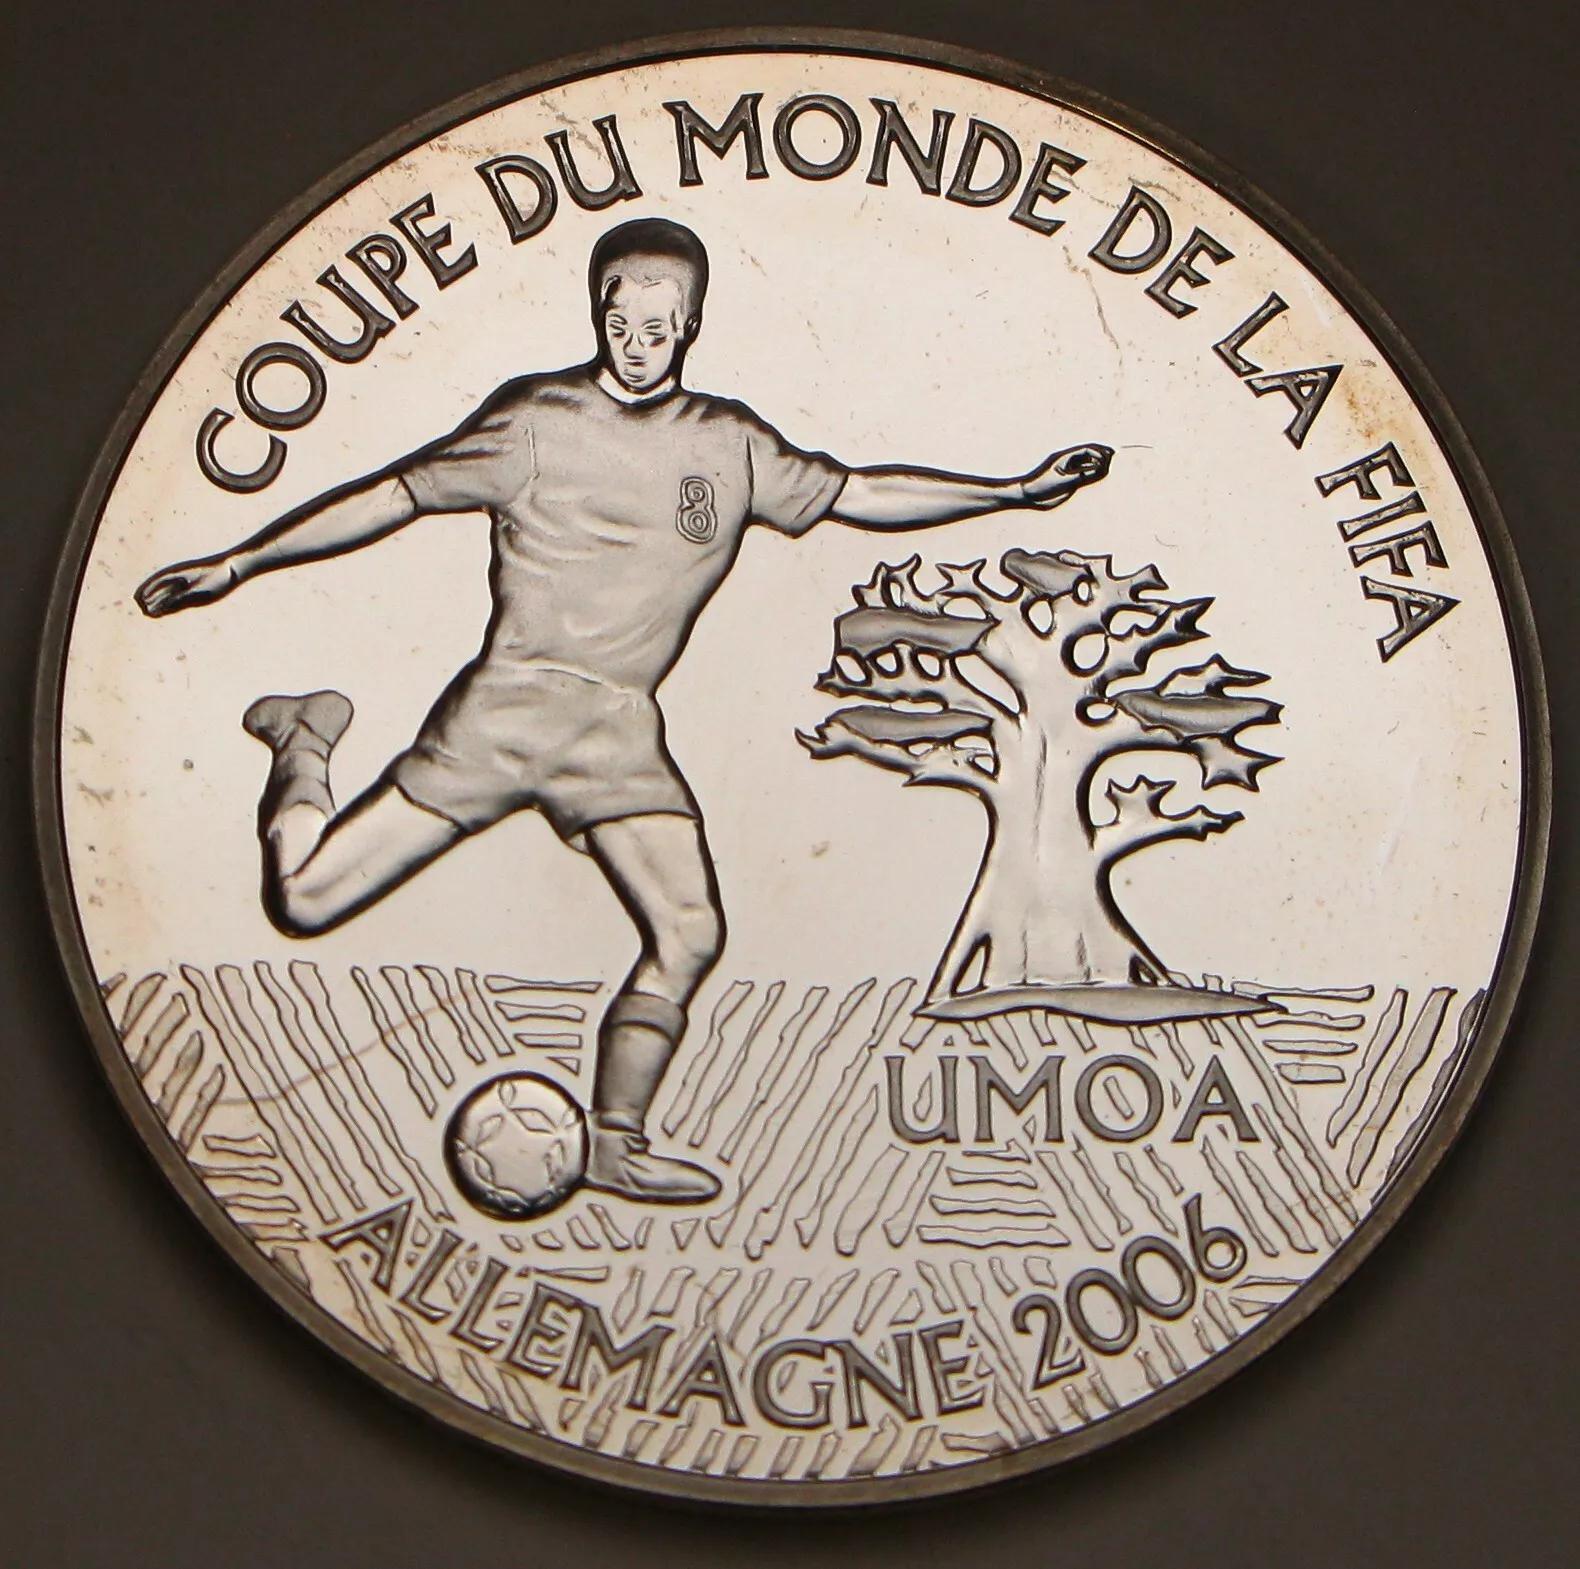 COUPE DU MONDE DE LA FIFA
8
UMOA
ALLEMAGNE 2006